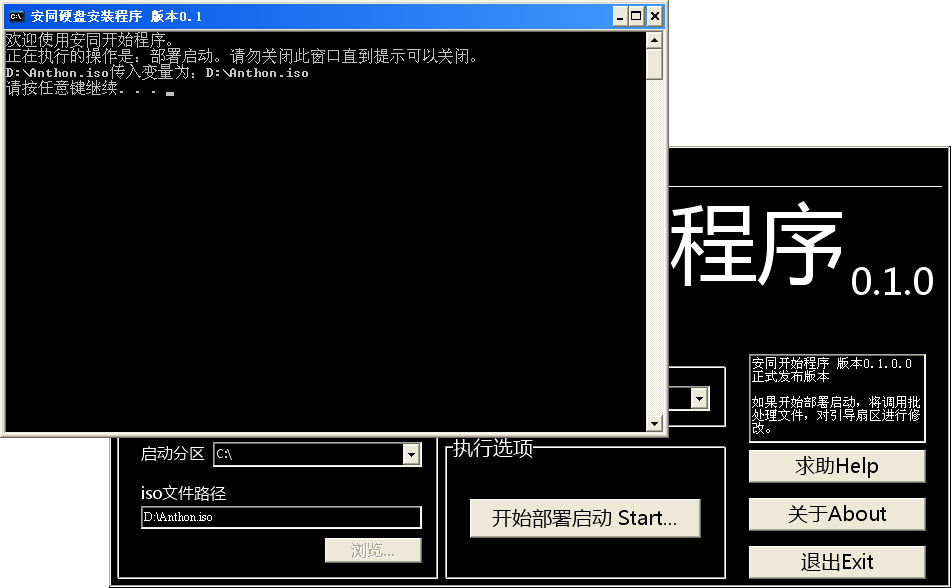 安同硬盘安装程序 版本0.1
欢迎使用安同开始程序。
正在执行的操作是：部署启动。请勿关闭此窗口直到提示可以关闭。
D:\Anthon.iso传入变量为：D:\Anthon.iso
请按任意键继续. . .
程序 0.1.0
安同开始程序 版本0.1.0.0
正式发布版本
如果开始部署启动，将调用批
处理文件，对引导扇区进行修
改。
启动分区 C:\
iso文件路径
D:\Anthon.iso
浏览...
执行选项
开始部署启动 Start...
求助Help
关于About
退出Exit